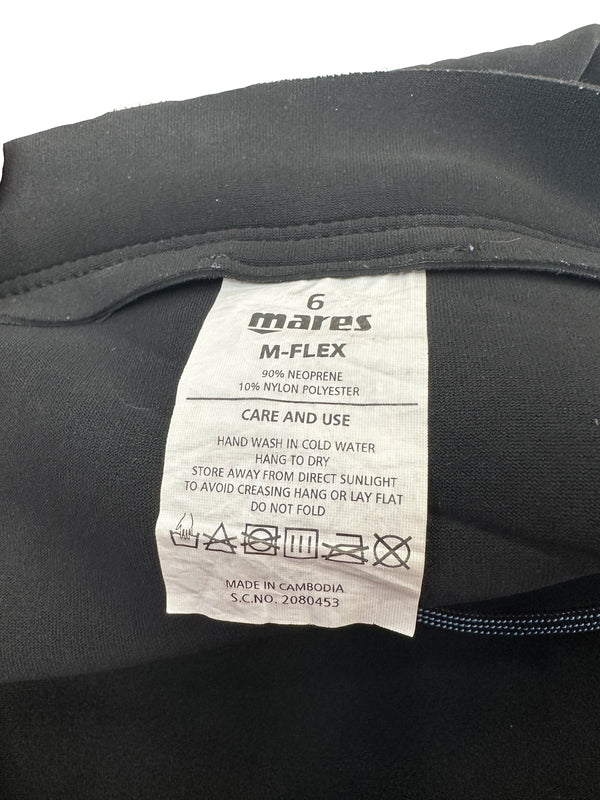 6
mares
M-FLEX
90% NEOPRENE
10% NYLON POLYESTER
CARE AND USE
HAND WASH IN COLD WATER
HANG TO DRY
STORE AWAY FROM DIRECT SUNLIGHT
TO AVOID CREASING HANG OR LAY FLAT
DO NOT FOLD
MADE IN CAMBODIA
S.C.NO. 2080453